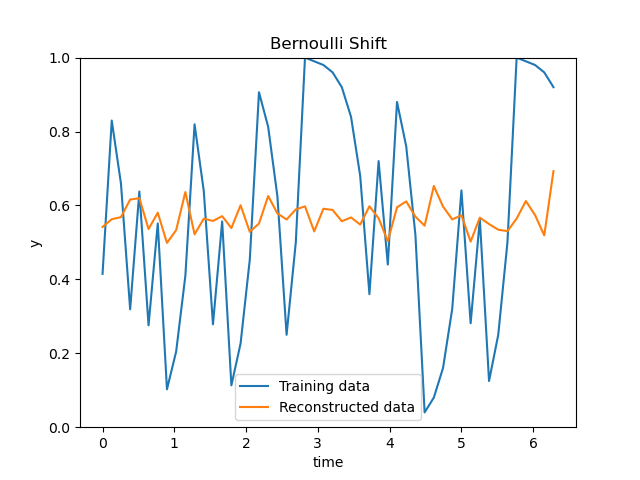 Bernoulli Shift
1.0
0.8
0.6
0.4
0.2
0.0
y
Training data
Reconstructed data
0 1 2 3 4 5 6
time